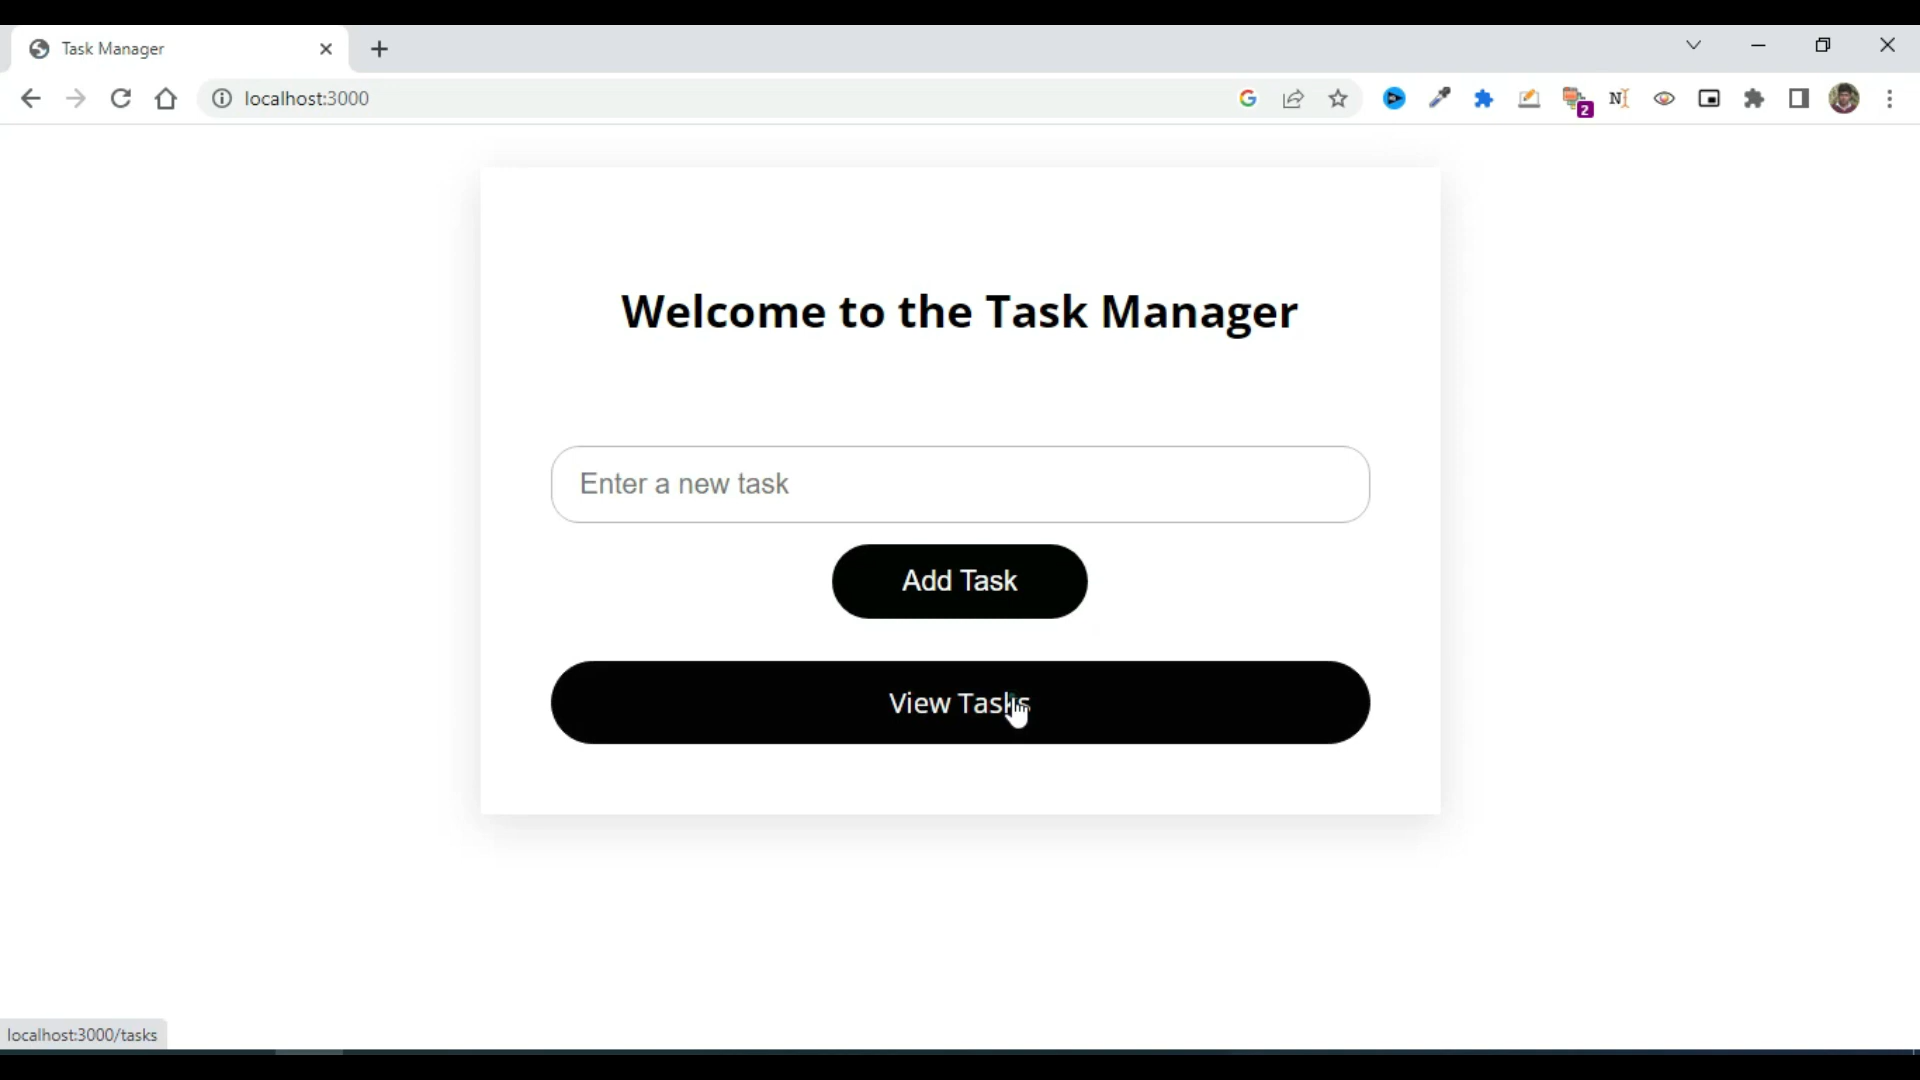 Task Manager
localhost:3000
2
Welcome to the Task Manager
Enter a new task
Add Task
View Tasks
localhost:3000/tasks